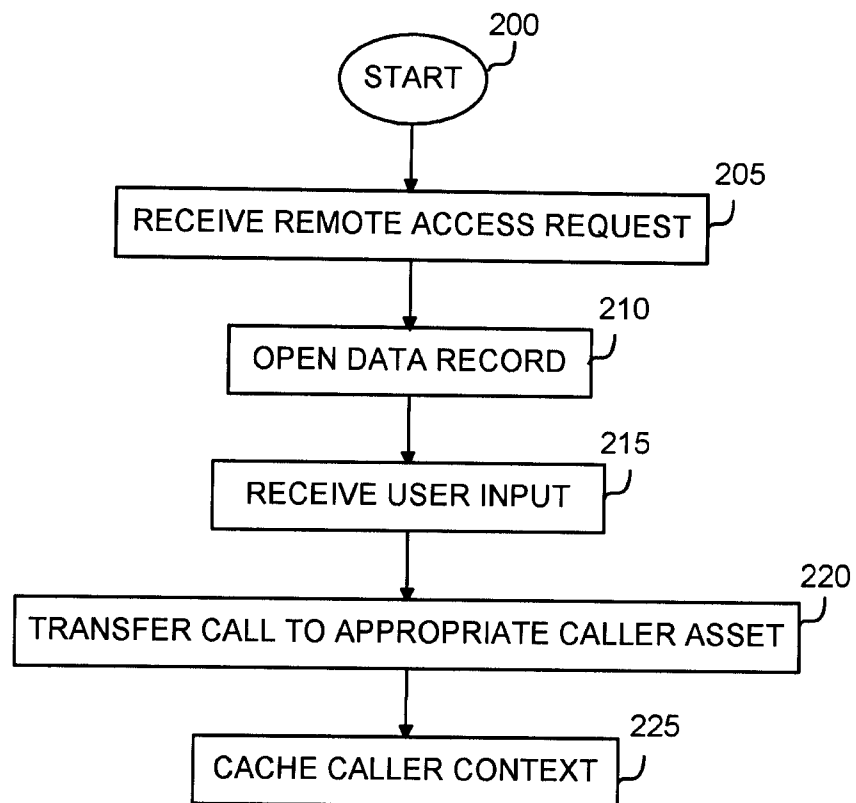 200
START
205
RECEIVE REMOTE ACCESS REQUEST
210
OPEN DATA RECORD
215
RECEIVE USER INPUT
220
TRANSFER CALL TO APPROPRIATE CALLER ASSET
225
CACHE CALLER CONTEXT